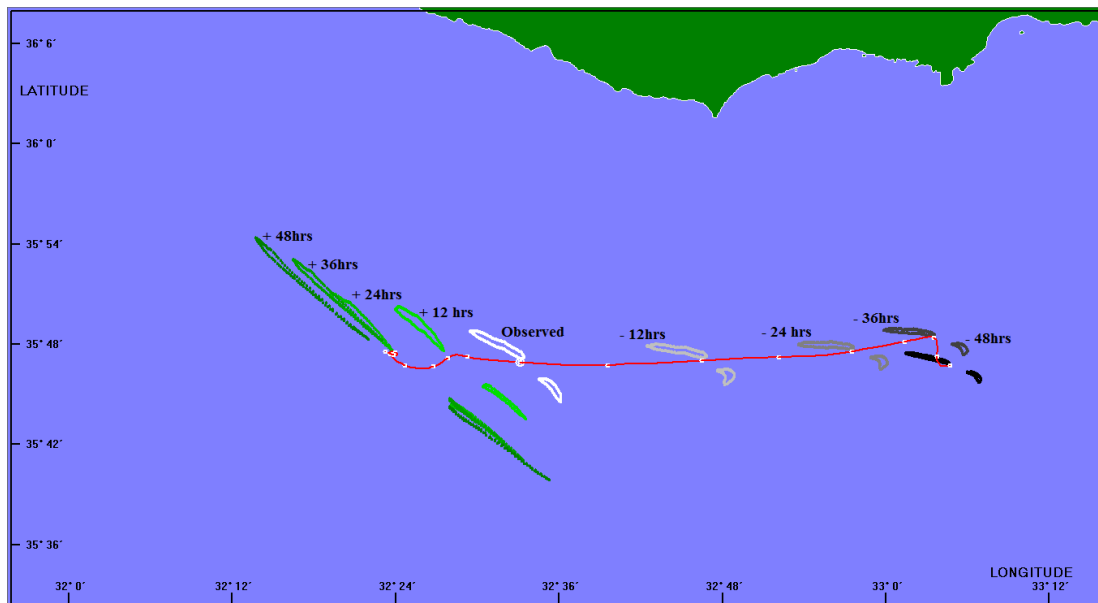 36° 6´
LATITUDE
36° 0´
35° 54´
+ 48hrs
+ 36hrs
+ 24hrs
+ 12 hrs
Observed
- 12hrs
- 24 hrs
- 36hrs
- 48hrs
35° 48´
35° 42´
35° 36´
LONGITUDE
32° 0´ 32° 12´ 32° 24´ 32° 36´ 32° 48´ 33° 0´ 33° 12´